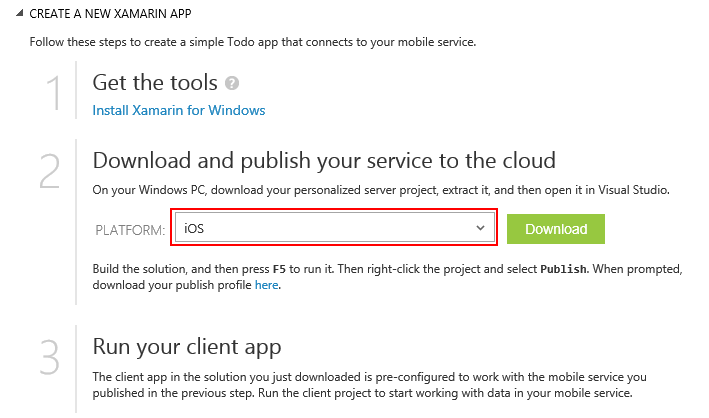 CREATE A NEW XAMARIN APP
Follow these steps to create a simple Todo app that connects to your mobile service.
1 Get the tools ?
Install Xamarin for Windows
2 Download and publish your service to the cloud
On your Windows PC, download your personalized server project, extract it, and then open it in Visual Studio.
PLATFORM: iOS Download
Build the solution, and then press F5 to run it. Then right-click the project and select Publish. When prompted,
download your publish profile here.
3 Run your client app
The client app in the solution you just downloaded is pre-configured to work with the mobile service you
published in the previous step. Run the client project to start working with data in your mobile service.